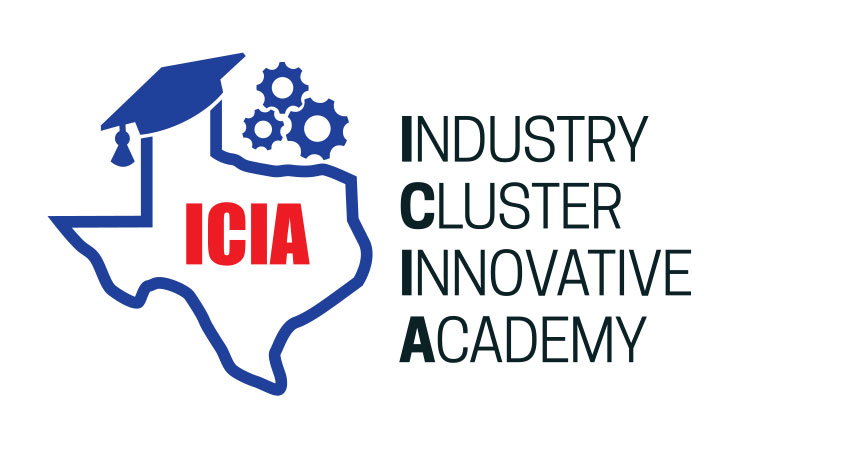 ICIA
INDUSTRY
CLUSTER
INNOVATIVE
ACADEMY